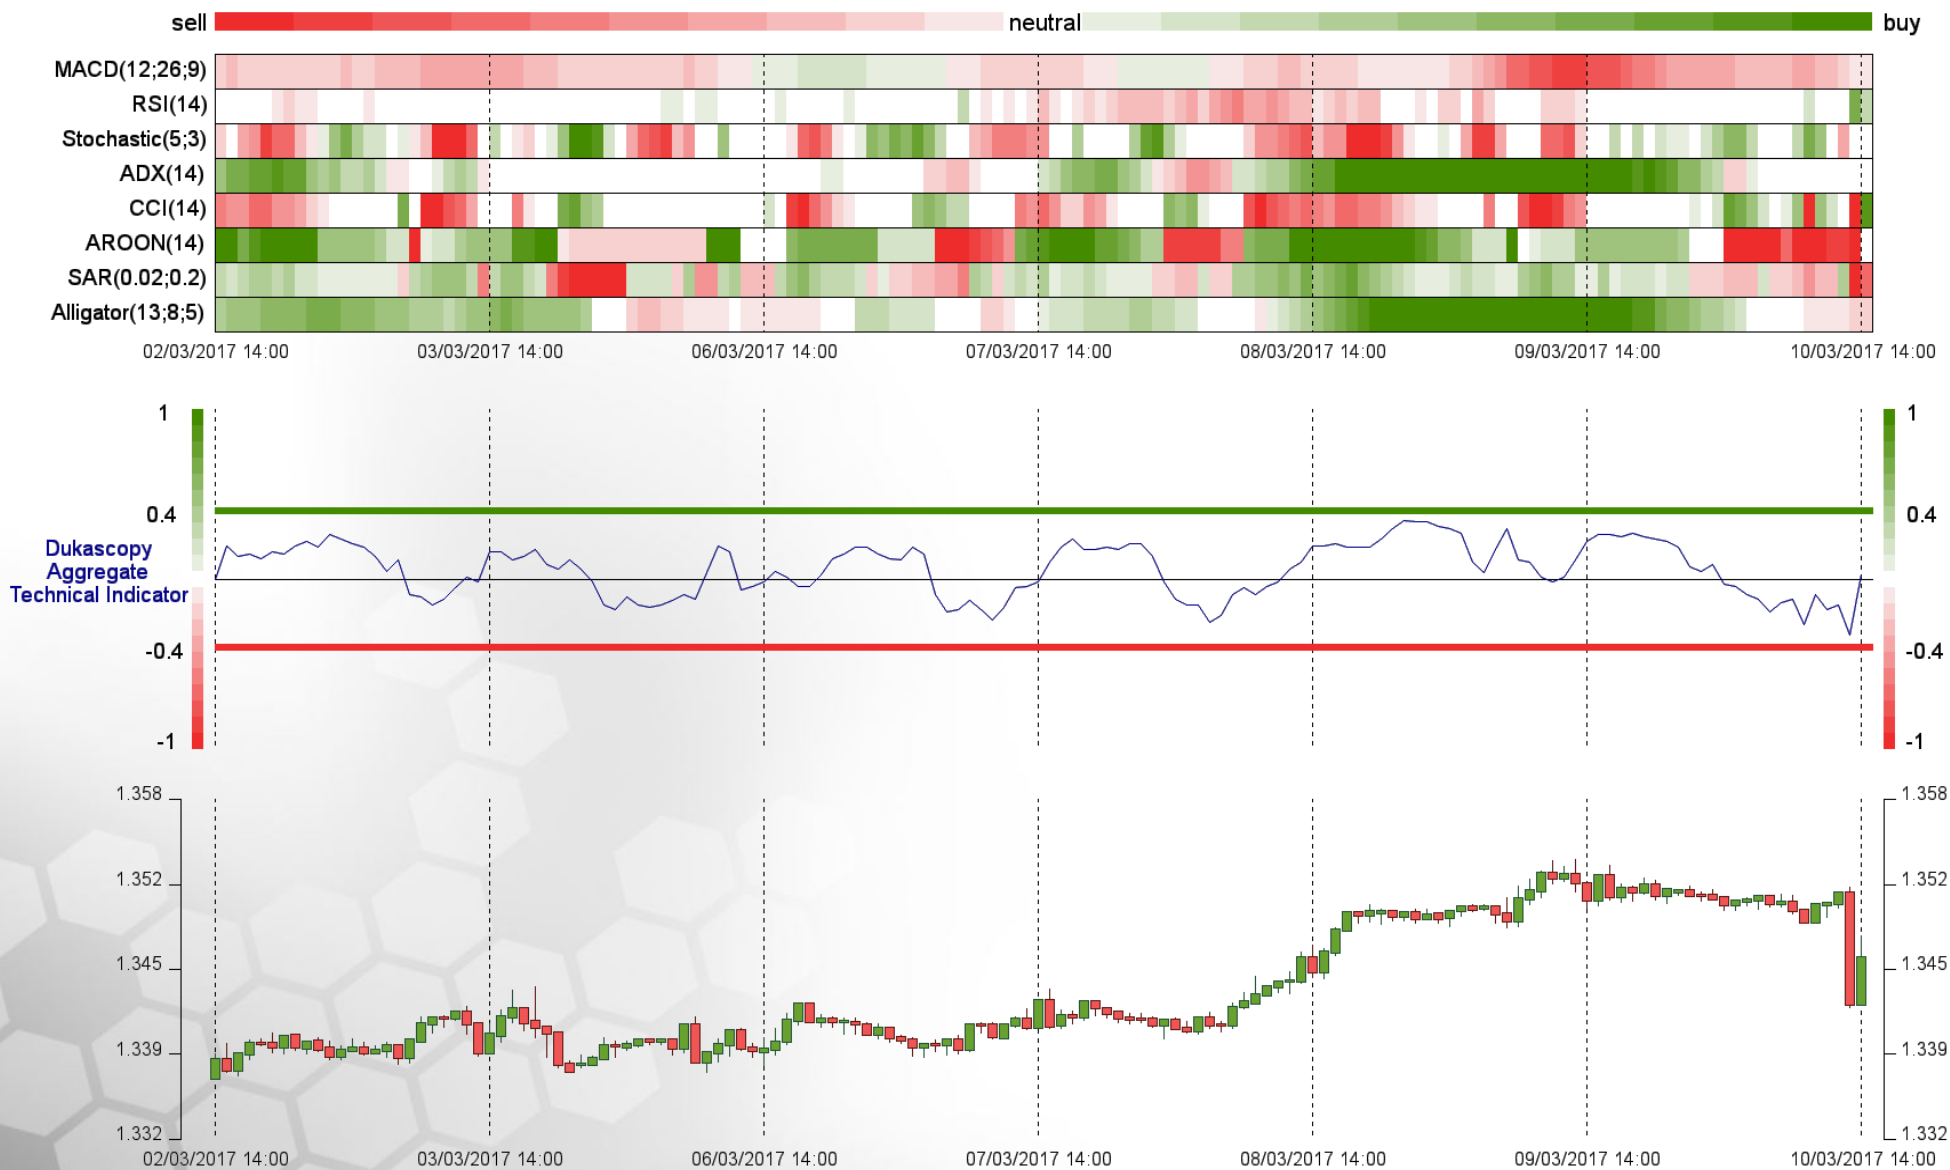 sell neutral buy
MACD(12;26;9)
RSI(14)
Stochastic(5;3)
ADX(14)
CCI(14)
AROON(14)
SAR(0.02;0.2)
Alligator(13;8;5)
02/03/2017 14:00 03/03/2017 14:00 06/03/2017 14:00 07/03/2017 14:00 08/03/2017 14:00 09/03/2017 14:00 10/03/2017 14:00
1 1
0.4 0.4
Dukascopy
Aggregate
Technical Indicator
-0.4 -0.4
-1 -1
1.358 1.358
1.352 1.352
1.345 1.345
1.339 1.339
1.332 1.332
02/03/2017 14:00 03/03/2017 14:00 06/03/2017 14:00 07/03/2017 14:00 08/03/2017 14:00 09/03/2017 14:00 10/03/2017 14:00